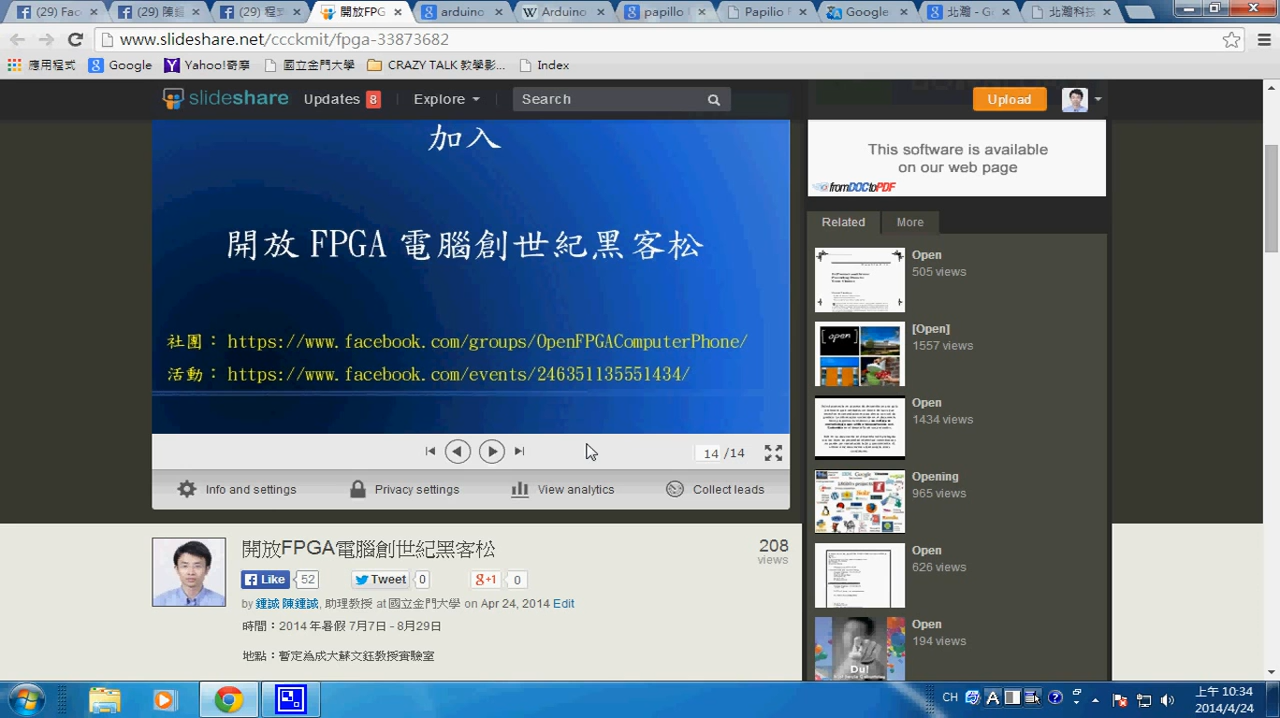 (29) Fac
(29) 陳鍾
(29) 程式
開放FPG
arduino
Arduino
papilio
Papilio F
Google
北灣 - G
北灣科技
www.slideshare.net/ccckmit/fpga-33873682
應用程式
Google
Yahoo!奇摩
國立金門大學
CRAZY TALK 教學影...
Index
slideshare
Updates 8
Explore
Search
Upload
加入
開放 FPGA 電腦創世紀黑客松
社團： https://www.facebook.com/groups/OpenFPGAComputerPhone/
活動： https://www.facebook.com/events/246351135551434/
14 /14
Info and settings
Privacy settings
View analytics
Collect leads
開放FPGA電腦創世紀黑客松
208
views
Like 52
Tweet
g+1 0
by 鍾誠 陳鍾誠, 助理教授 at 國立金門大學 on Apr 24, 2014 Edit
時間：2014 年暑假 7月7日 - 8月29日
地點：暫定為成大蘇文鈺教授實驗室
This software is available
on our web page
fromDOCtoPDF
Related
More
Open
505 views
[Open]
1557 views
Open
1434 views
Opening
965 views
Open
626 views
Open
194 views
[open]
Du!
CH
上午 10:34
2014/4/24